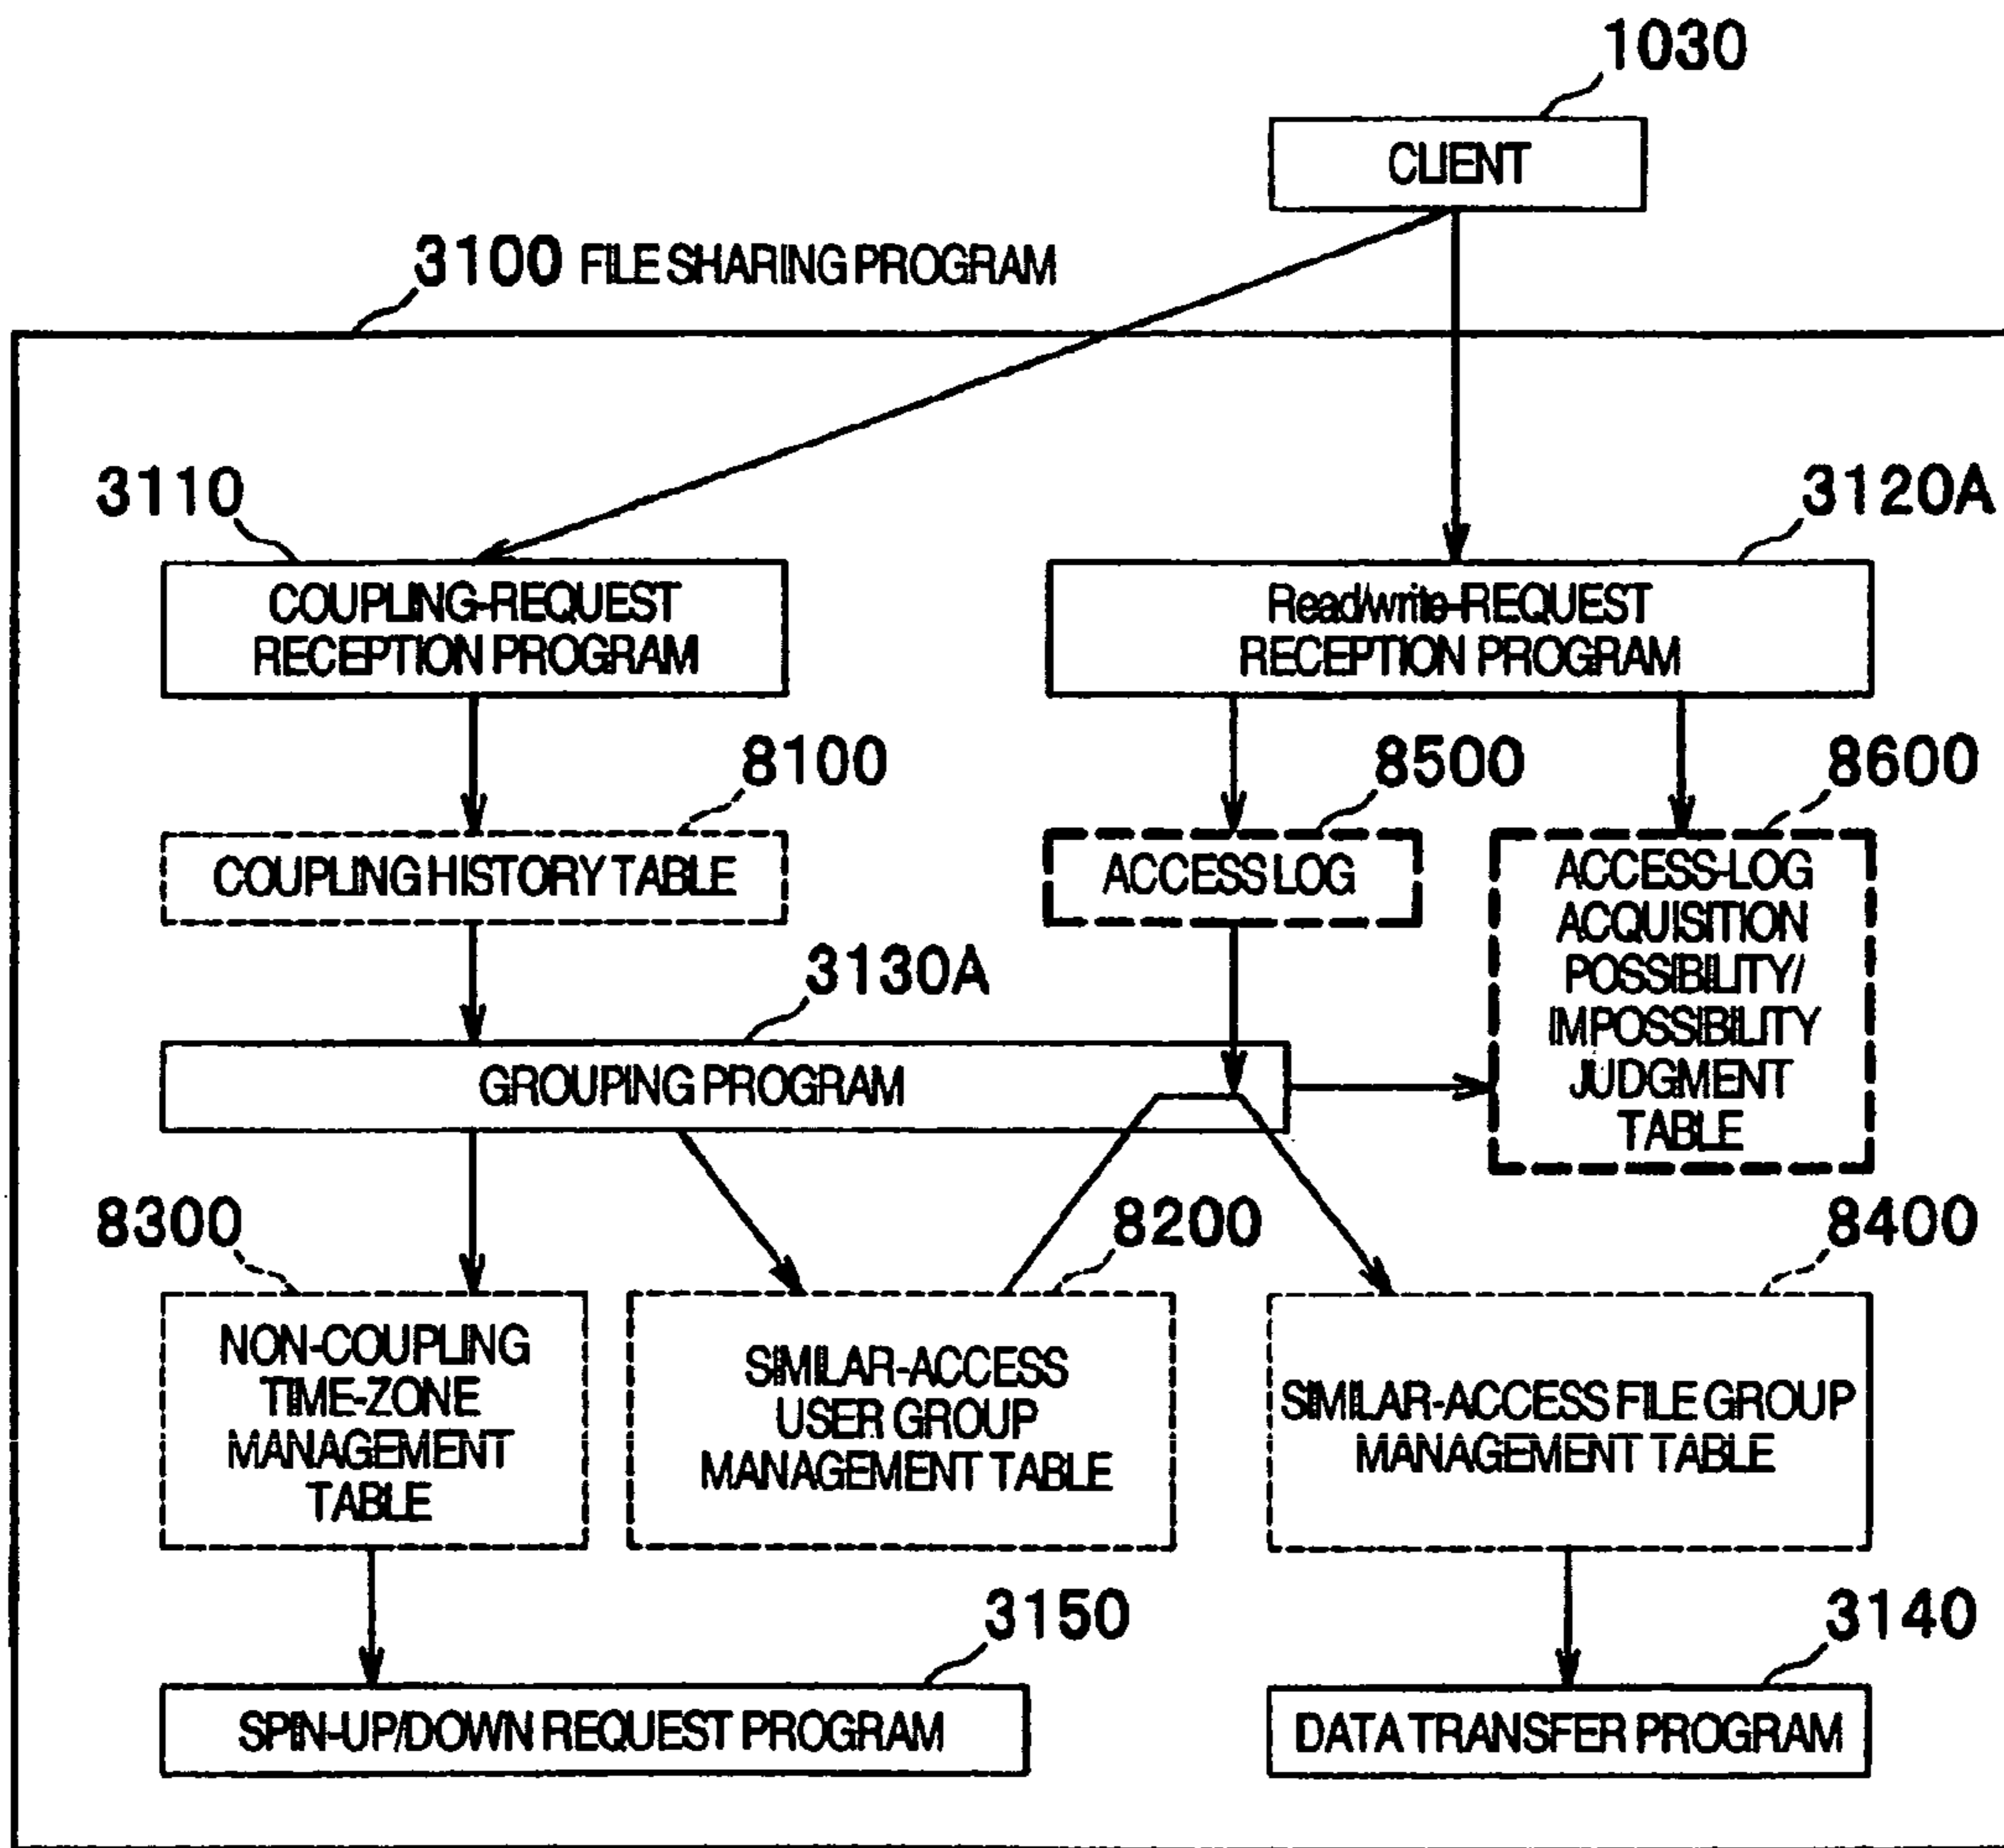 1030
CLIENT
3100 FILE SHARING PROGRAM
3110
3120A
COUPLING-REQUEST
RECEPTION PROGRAM
Read/write-REQUEST
RECEPTION PROGRAM
8100
8500
8600
COUPLING HISTORY TABLE
ACCESS LOG
ACCESS-LOG
ACQUISITION
POSSIBILITY/
IMPOSSIBILITY
JUDGMENT
TABLE
3130A
GROUPING PROGRAM
8300
8200
8400
NON-COUPLING
TIME-ZONE
MANAGEMENT
TABLE
SIMILAR-ACCESS
USER GROUP
MANAGEMENT TABLE
SIMILAR-ACCESS FILE GROUP
MANAGEMENT TABLE
3150
3140
SPIN-UP/DOWN REQUEST PROGRAM
DATA TRANSFER PROGRAM